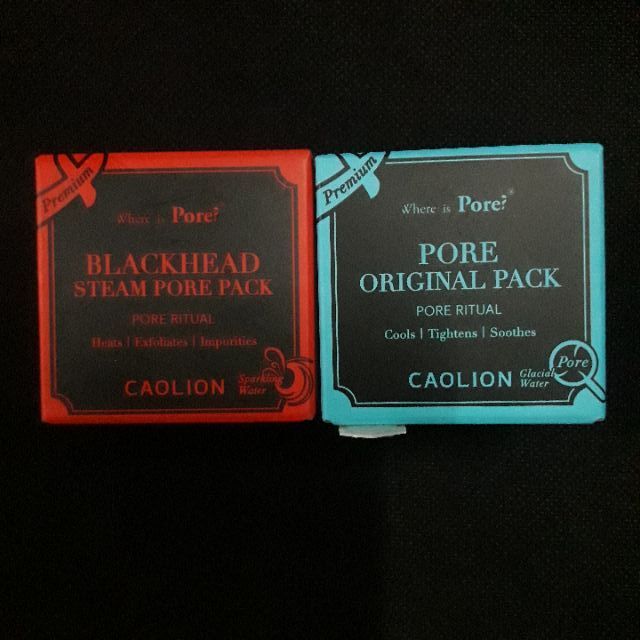 Premium
Where is Pore?
BLACKHEAD
STEAM PORE PACK
PORE RITUAL
Heats | Exfoliates | Impurities
CAOLION
Sparkling
Water
Premium
Where is Pore?
PORE
ORIGINAL PACK
PORE RITUAL
Cools | Tightens | Soothes
CAOLION
Glacial
Water
Pore